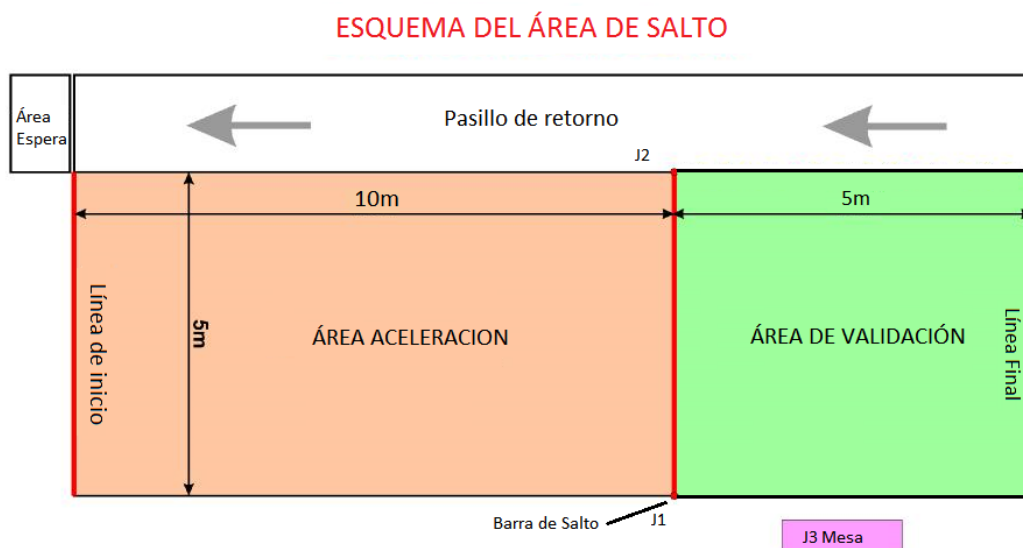 ESQUEMA DEL ÁREA DE SALTO
Área
Espera
Pasillo de retorno
J2
10m
5m
Línea de inicio
5m
ÁREA ACELERACION
ÁREA DE VALIDACIÓN
Línea Final
Barra de Salto
J1
J3 Mesa